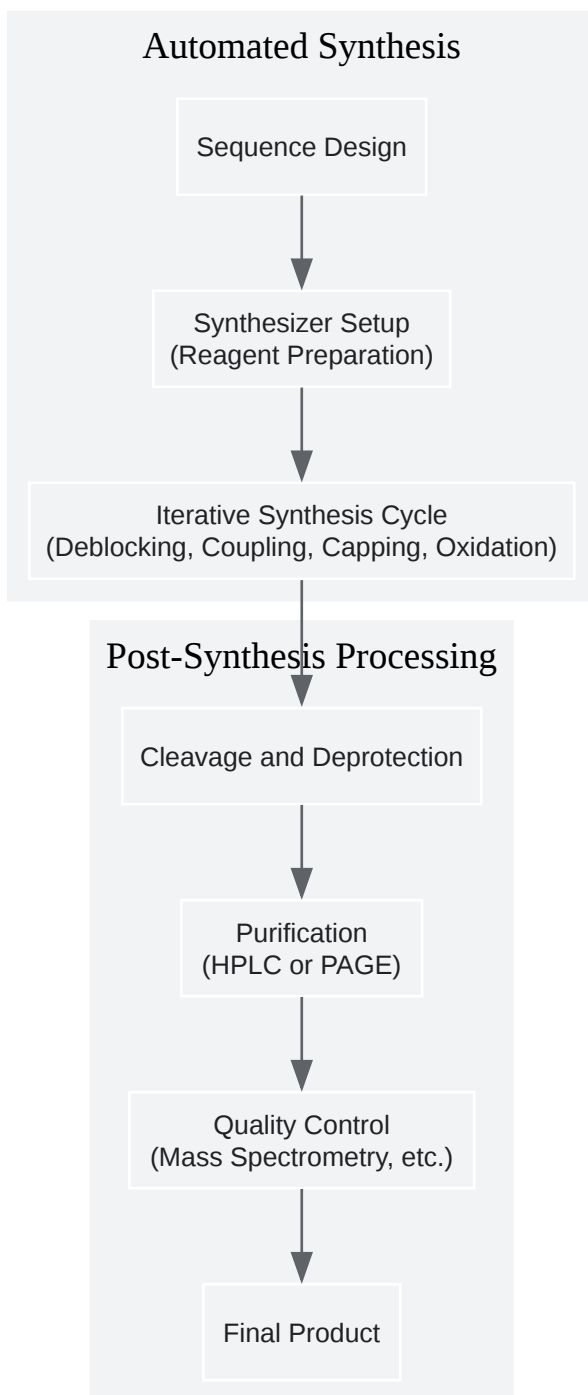 Automated Synthesis
Sequence Design
Synthesizer Setup
(Reagent Preparation)
Iterative Synthesis Cycle
(Deblocking, Coupling, Capping, Oxidation)
Post-Synthesis Processing
Cleavage and Deprotection
Purification
(HPLC or PAGE)
Quality Control
(Mass Spectrometry, etc.)
Final Product